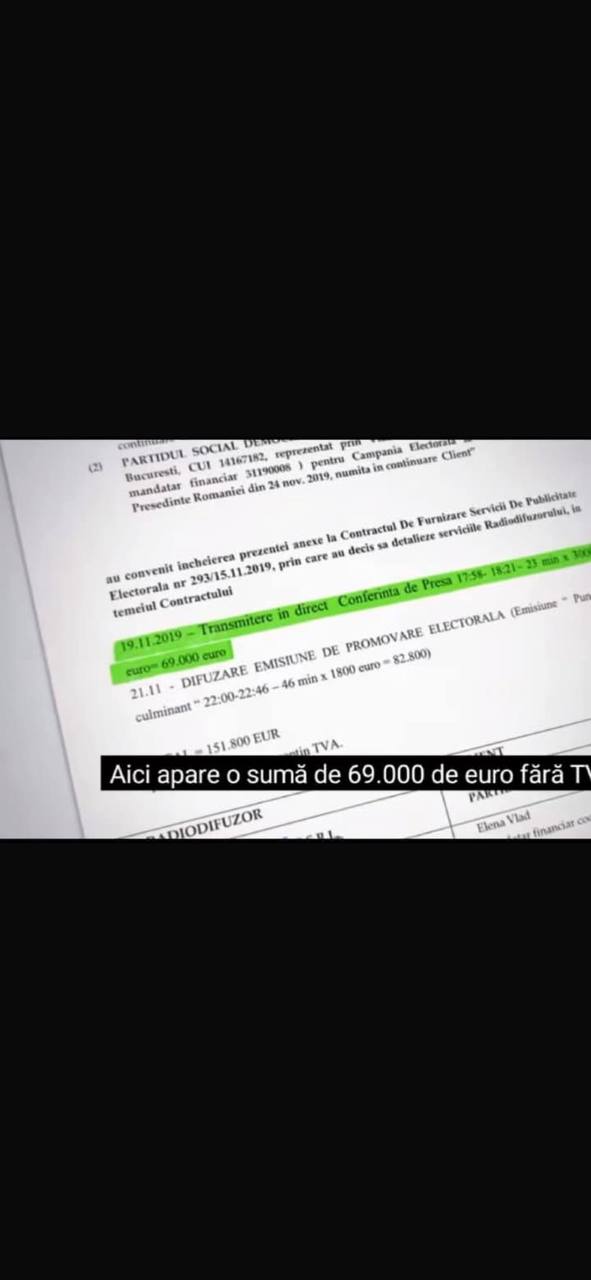 (2) PARTIDUL SOCIAL
Bucuresti, CUI 14167182, reprezentat prin
mandatar financiar 31190008 ) pentru Campania Electorala
Presedinte Romaniei din 24 nov. 2019, numita in continuare Client"
au convenit incheierea prezentei anexe la Contractul De Furnizare Servicii De Publicitate
Electorala nr 293/15.11.2019, prin care au decis sa detalieze serviciile Radiodifuzorului, in
temeiul Contractului
19.11.2019 – Transmitere in direct Conferinta de Presa 17:58- 18:21– 23 min x
euro= 69.000 euro
21.11 - DIFUZARE EMISIUNE DE PROMOVARE ELECTORALA (Emisiune "
culminant " 22:00-22:46 – 46 min x 1800 euro = 82.800)
= 151.800 EUR
TVA.
Aici apare o sumă de 69.000 de euro fără
RADIODIFUZOR
Elena Vlad
financiar